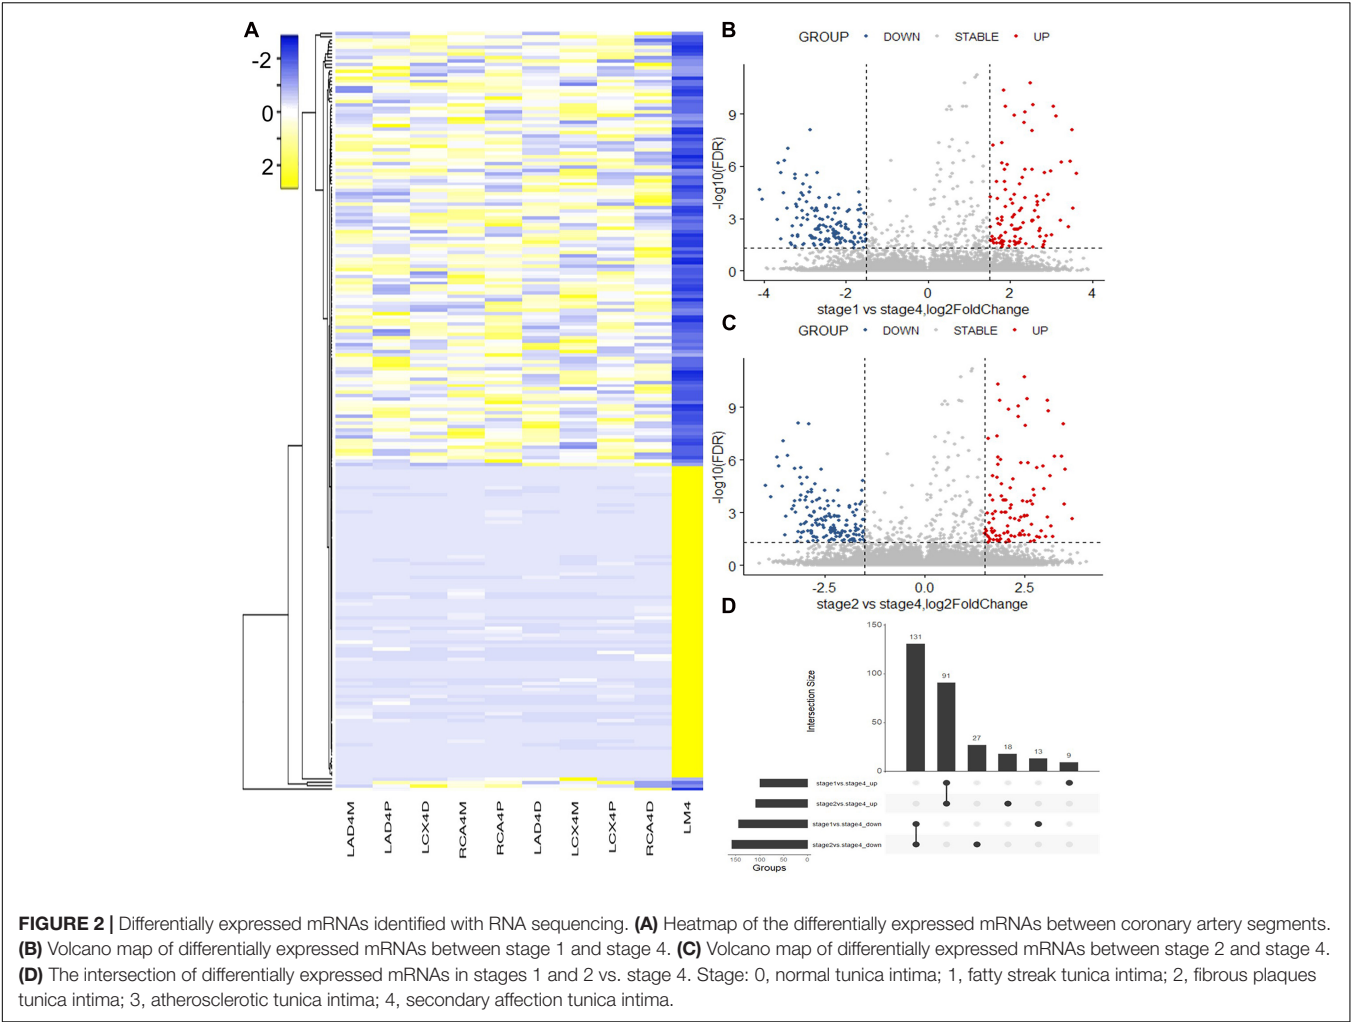 A
-2
0
2
LAD4M
LAD4P
LCX4D
RCA4M
RCA4P
LAD4D
LCX4M
LCX4P
RCA4D
LM4
B
GROUP DOWN STABLE UP
-log10(FDR)
9
6
3
0
-4 -2 0 2 4
stage1 vs stage4,log2FoldChange
C
GROUP DOWN STABLE UP
-log10(FDR)
9
6
3
0
-2.5 0.0 2.5
stage2 vs stage4,log2FoldChange
D
Intersection Size
150
100
50
0
131
91
27
18
13
9
stage1vs.stage4_up
stage2vs.stage4_up
stage1vs.stage4_down
stage2vs.stage4_down
150 100 50 0
Groups
FIGURE 2 | Differentially expressed mRNAs identified with RNA sequencing. (A) Heatmap of the differentially expressed mRNAs between coronary artery segments.
(B) Volcano map of differentially expressed mRNAs between stage 1 and stage 4. (C) Volcano map of differentially expressed mRNAs between stage 2 and stage 4.
(D) The intersection of differentially expressed mRNAs in stages 1 and 2 vs. stage 4. Stage: 0, normal tunica intima; 1, fatty streak tunica intima; 2, fibrous plaques
tunica intima; 3, atherosclerotic tunica intima; 4, secondary affection tunica intima.